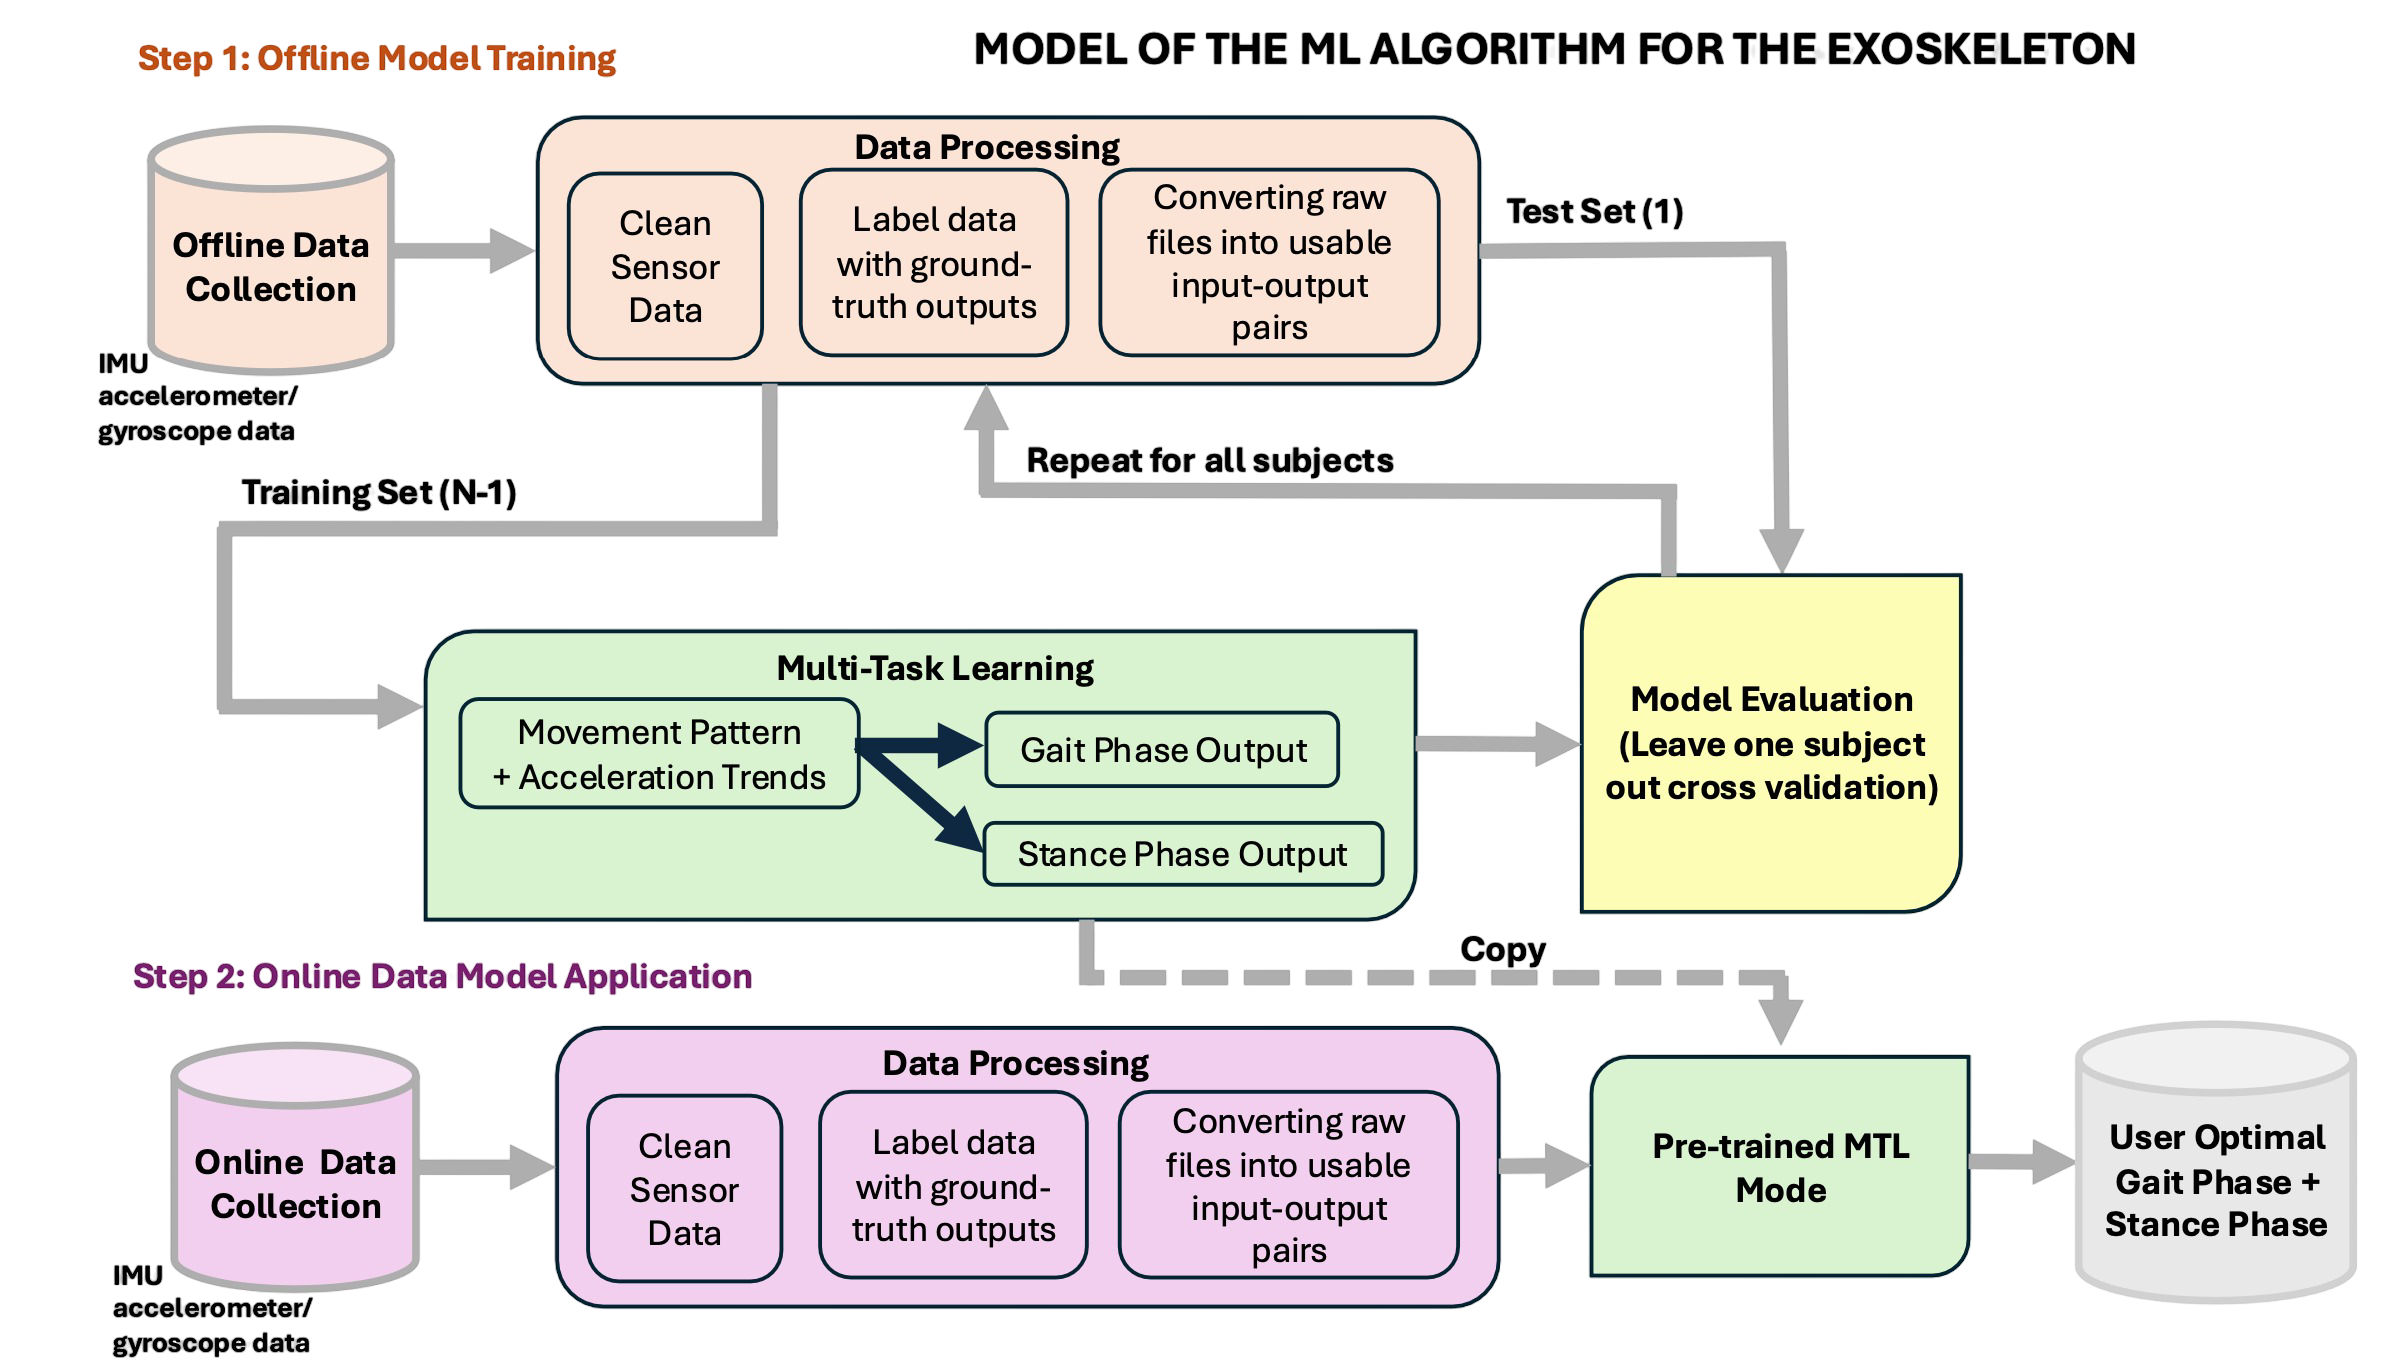 Step 1: Offline Model Training
MODEL OF THE ML ALGORITHM FOR THE EXOSKELETON
Offline Data
Collection
IMU
accelerometer/
gyroscope data
Data Processing
Clean
Sensor
Data
Label data
with ground-
truth outputs
Converting raw
files into usable
input-output
pairs
Test Set (1)
Repeat for all subjects
Training Set (N-1)
Multi-Task Learning
Movement Pattern
+ Acceleration Trends
Gait Phase Output
Stance Phase Output
Model Evaluation
(Leave one subject
out cross validation)
Copy
Step 2: Online Data Model Application
Online  Data
Collection
IMU
accelerometer/
gyroscope data
Data Processing
Clean
Sensor
Data
Label data
with ground-
truth outputs
Converting raw
files into usable
input-output
pairs
Pre-trained MTL
Mode
User Optimal
Gait Phase +
Stance Phase